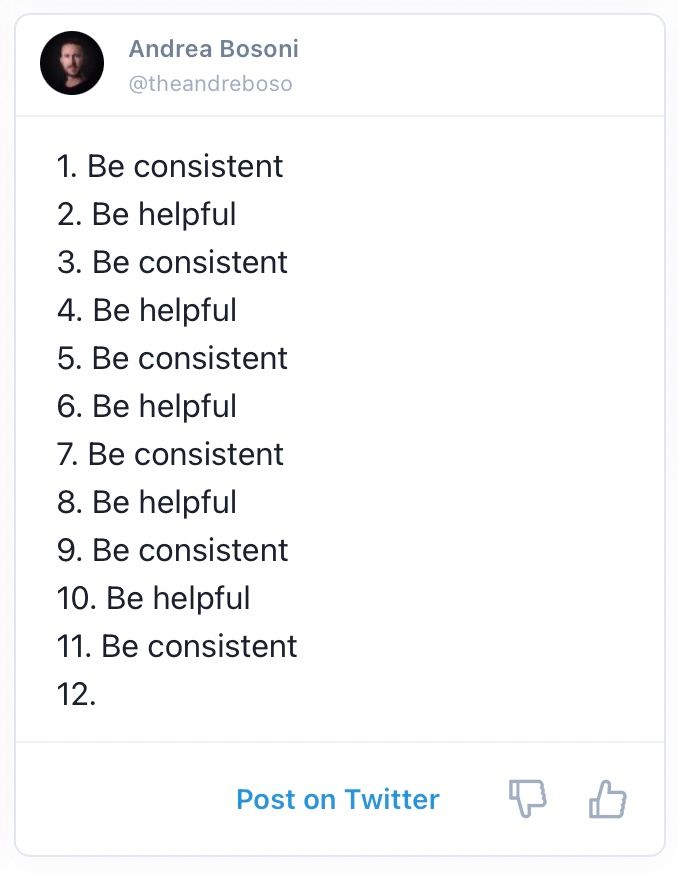 Andrea Bosoni
@theandreboso
1. Be consistent
2. Be helpful
3. Be consistent
4. Be helpful
5. Be consistent
6. Be helpful
7. Be consistent
8. Be helpful
9. Be consistent
10. Be helpful
11. Be consistent
12.
Post on Twitter